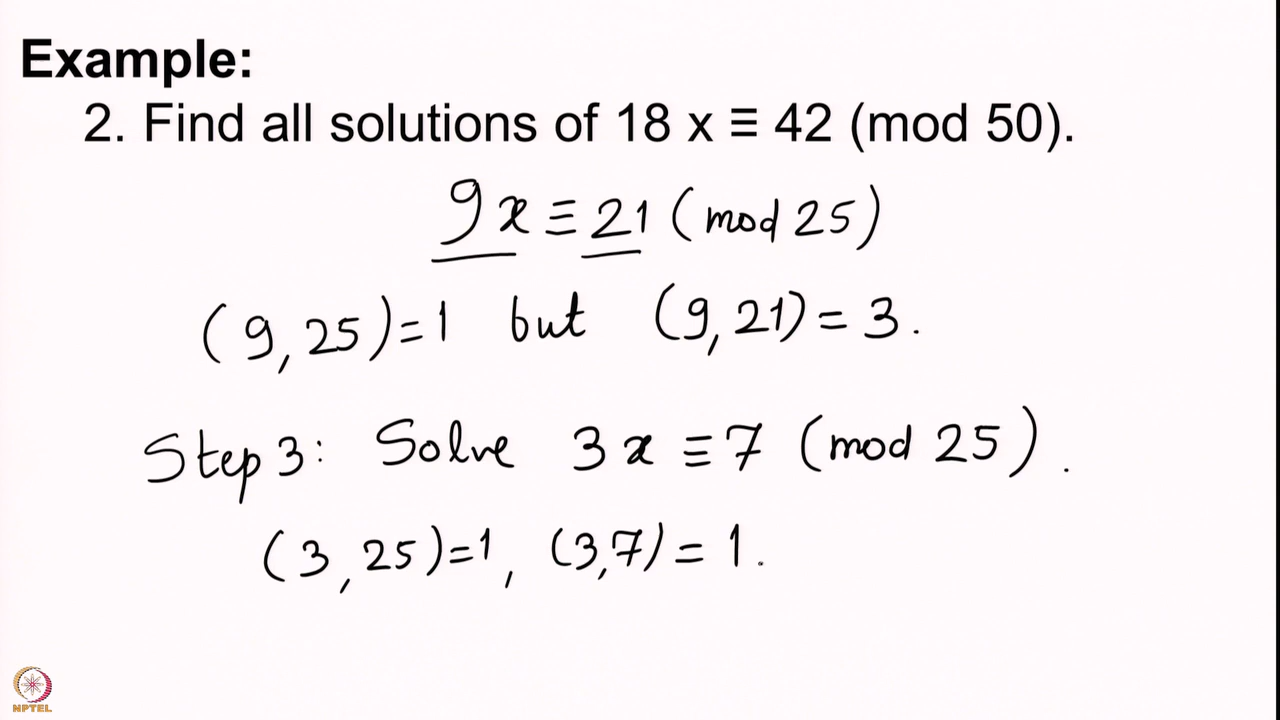 Example:
2. Find all solutions of 18 x ≡ 42 (mod 50).
9x ≡ 21 (mod 25)
(9, 25) = 1 but (9, 21) = 3.
Step 3: Solve 3x ≡ 7 (mod 25).
(3, 25) = 1, (3,7) = 1.
NPTEL